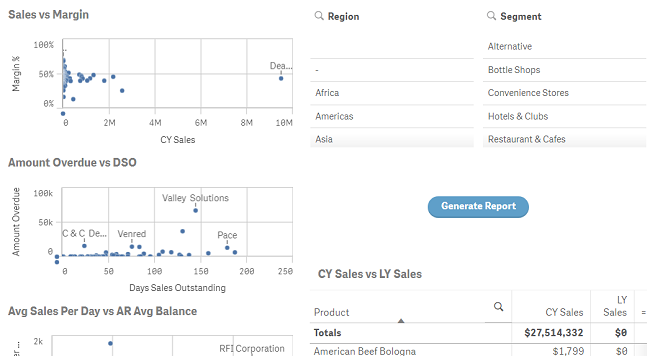 Sales vs Margin
100%
50%
0%
Margin %
Dea...
0 2M 4M 6M 8M 10M
CY Sales
Region
-
Africa
Americas
Asia
Segment
Alternative
Bottle Shops
Convenience Stores
Hotels & Clubs
Restaurant & Cafes
Amount Overdue vs DSO
100k
50k
0
Amount Overdue
Valley Solutions
C & C De...
Venred
Pace
0 50 100 150 200 250
Days Sales Outstanding
Generate Report
Avg Sales Per Day vs AR Avg Balance
2k
RFI Corporation
CY Sales vs LY Sales
Product CY Sales LY Sales
Totals $27,514,332 $0
American Beef Bologna $1,799 $0